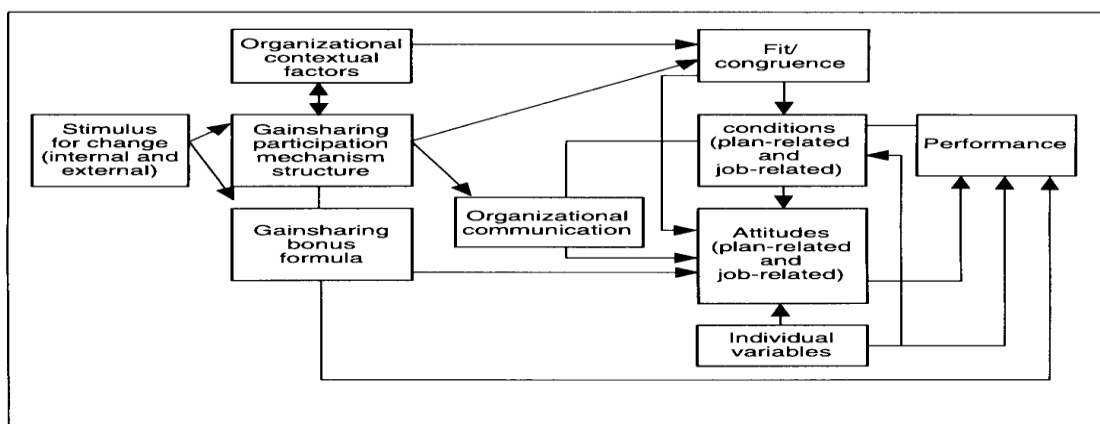 Organizational
contextual
factors
Fit/
congruence
Stimulus
for change
(internal and
external)
Gainsharing
participation
mechanism
structure
conditions
(plan-related
and
job-related)
Performance
Organizational
communication
Gainsharing
bonus
formula
Attitudes
(plan-related
and
job-related)
Individual
variables